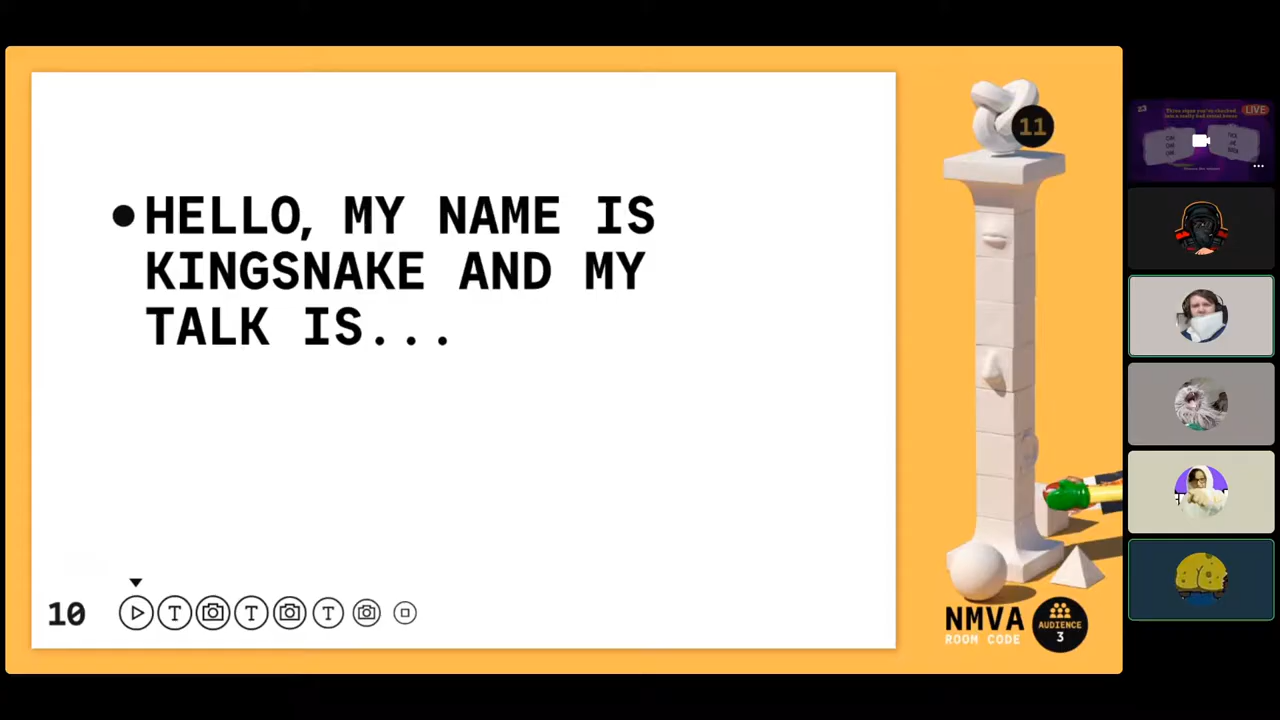 LIVE
11
HELLO, MY NAME IS
KINGSNAKE AND MY
TALK IS...
10
T
T
T
NMVA
ROOM CODE
AUDIENCE
3